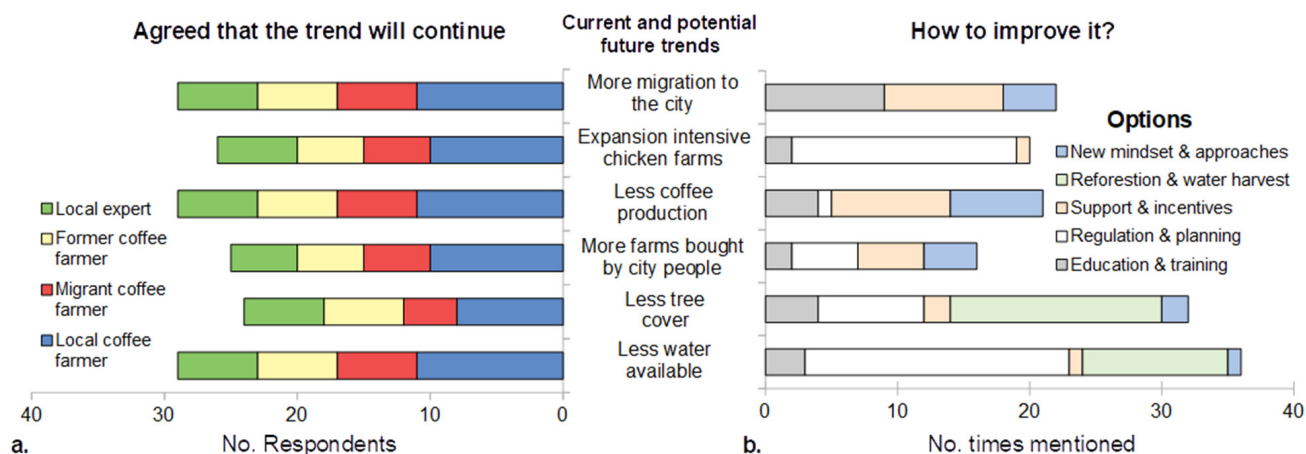 Agreed that the trend will continue
Current and potential
future trends
How to improve it?
More migration to
the city
Expansion intensive
chicken farms
Less coffee
production
More farms bought
by city people
Less tree
cover
Less water
available
Local expert
Former coffee
farmer
Migrant coffee
farmer
Local coffee
farmer
Options
New mindset & approaches
Reforestion & water harvest
Support & incentives
Regulation & planning
Education & training
40 30 20 10 0
0 10 20 30 40
a. No. Respondents
b. No. times mentioned